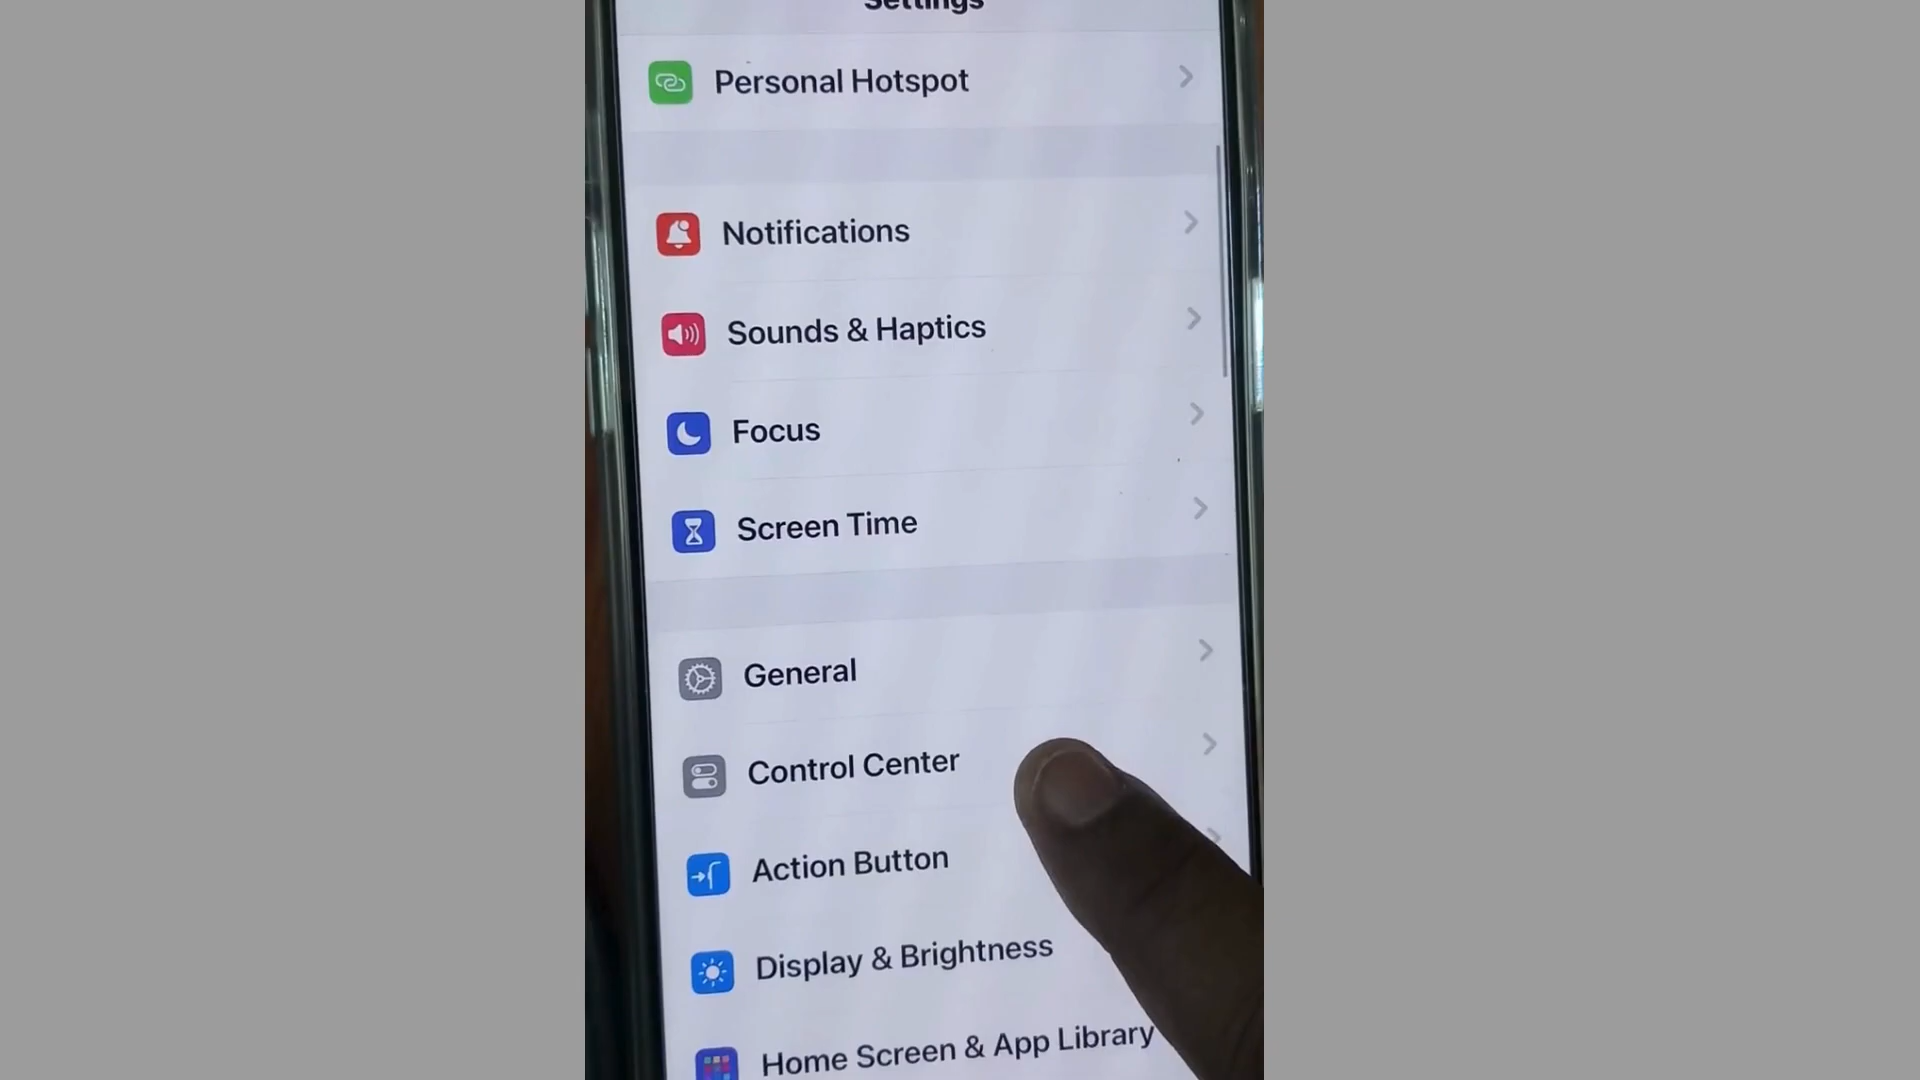 Settings
Personal Hotspot
Notifications
Sounds & Haptics
Focus
Screen Time
General
Control Center
Action Button
Display & Brightness
Home Screen & App Library